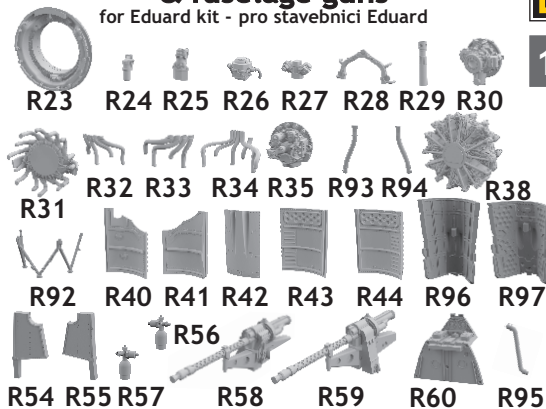 & fuselage guns
for Eduard kit - pro stavebnici Eduard
R23 R24 R25 R26 R27 R28 R29 R30
R31 R32 R33 R34 R35 R93 R94 R38
R92 R40 R41 R42 R43 R44 R96 R97
R54 R55 R57 R56 R58 R59 R60 R95